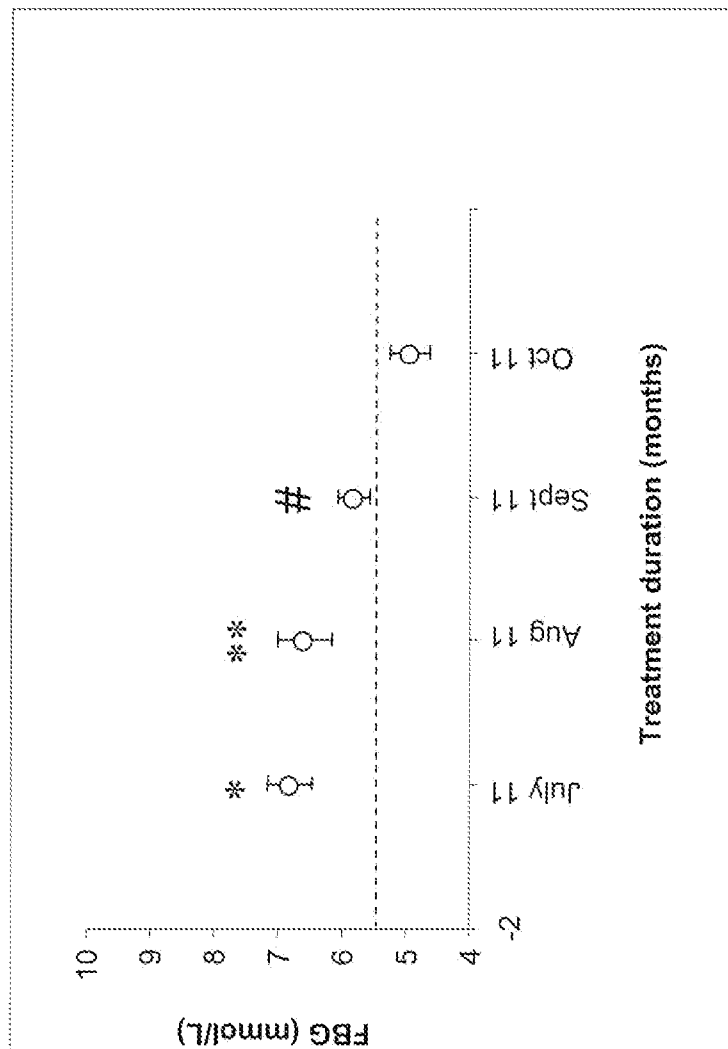 FBG (mmol/L)
10
9
8
7
6
5
4
-2
*
**
#
July 11
Aug 11
Sept 11
Oct 11
Treatment duration (months)